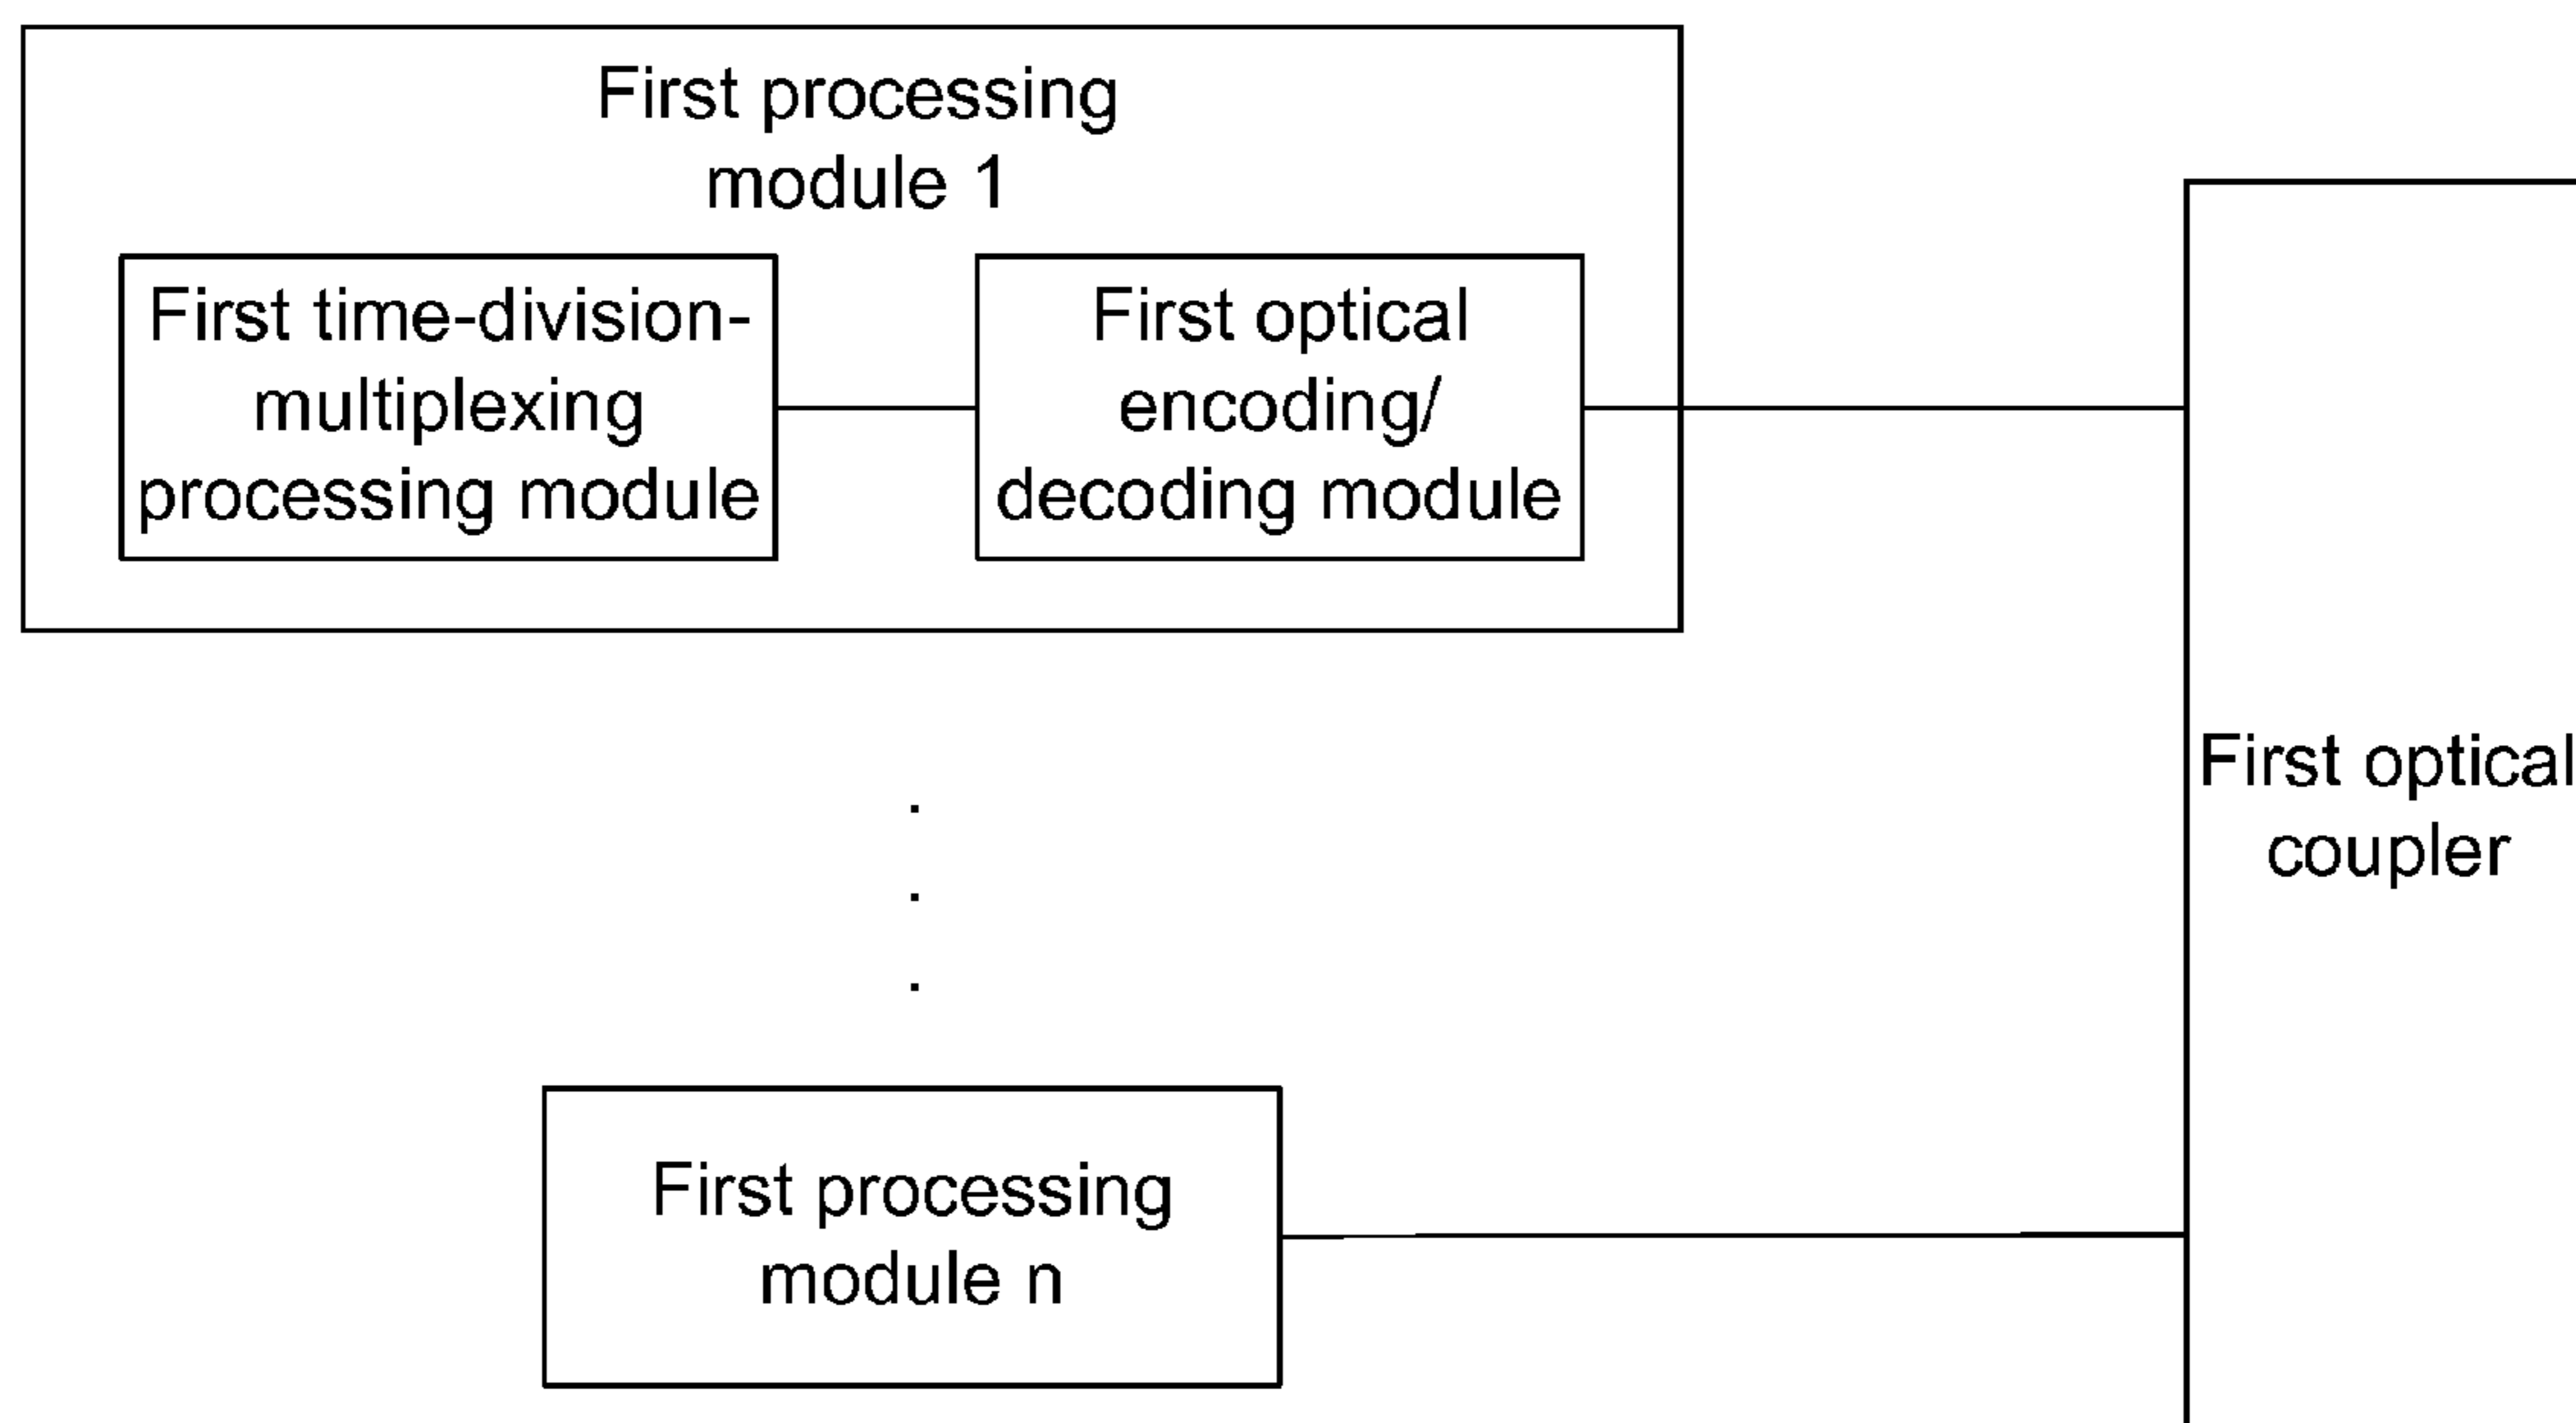 First processing
module 1
First time-division-
multiplexing
processing module
First optical
encoding/
decoding module
First optical
coupler
.
.
.
First processing
module n